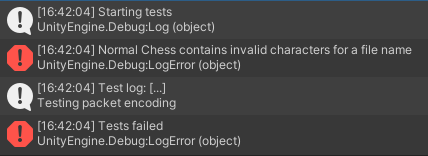 [16:42:04] Starting tests
UnityEngine.Debug:Log (object)
[16:42:04] Normal Chess contains invalid characters for a file name
UnityEngine.Debug:LogError (object)
[16:42:04] Test log: [...]
Testing packet encoding
[16:42:04] Tests failed
UnityEngine.Debug:LogError (object)